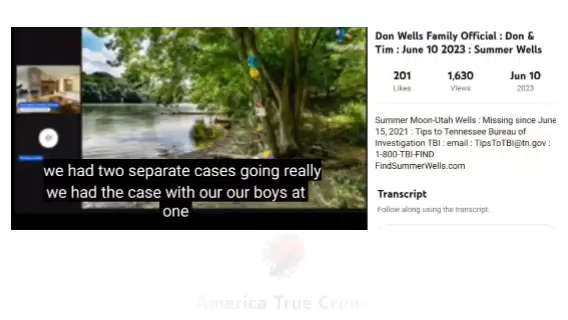 we had two separate cases going really
we had the case with our our boys at
one
Don Wells Family Official : Don &
Tim : June 10 2023 : Summer Wells
201 1,630 Jun 10
Likes Views 2023
Summer Moon-Utah Wells : Missing since June
15, 2021 : Tips to Tennessee Bureau of
Investigation TBI : email : TipsToTBI@tn.gov :
1-800-TBI-FIND
FindSummerWells.com
Transcript
Follow along using the transcript.
America True Crime